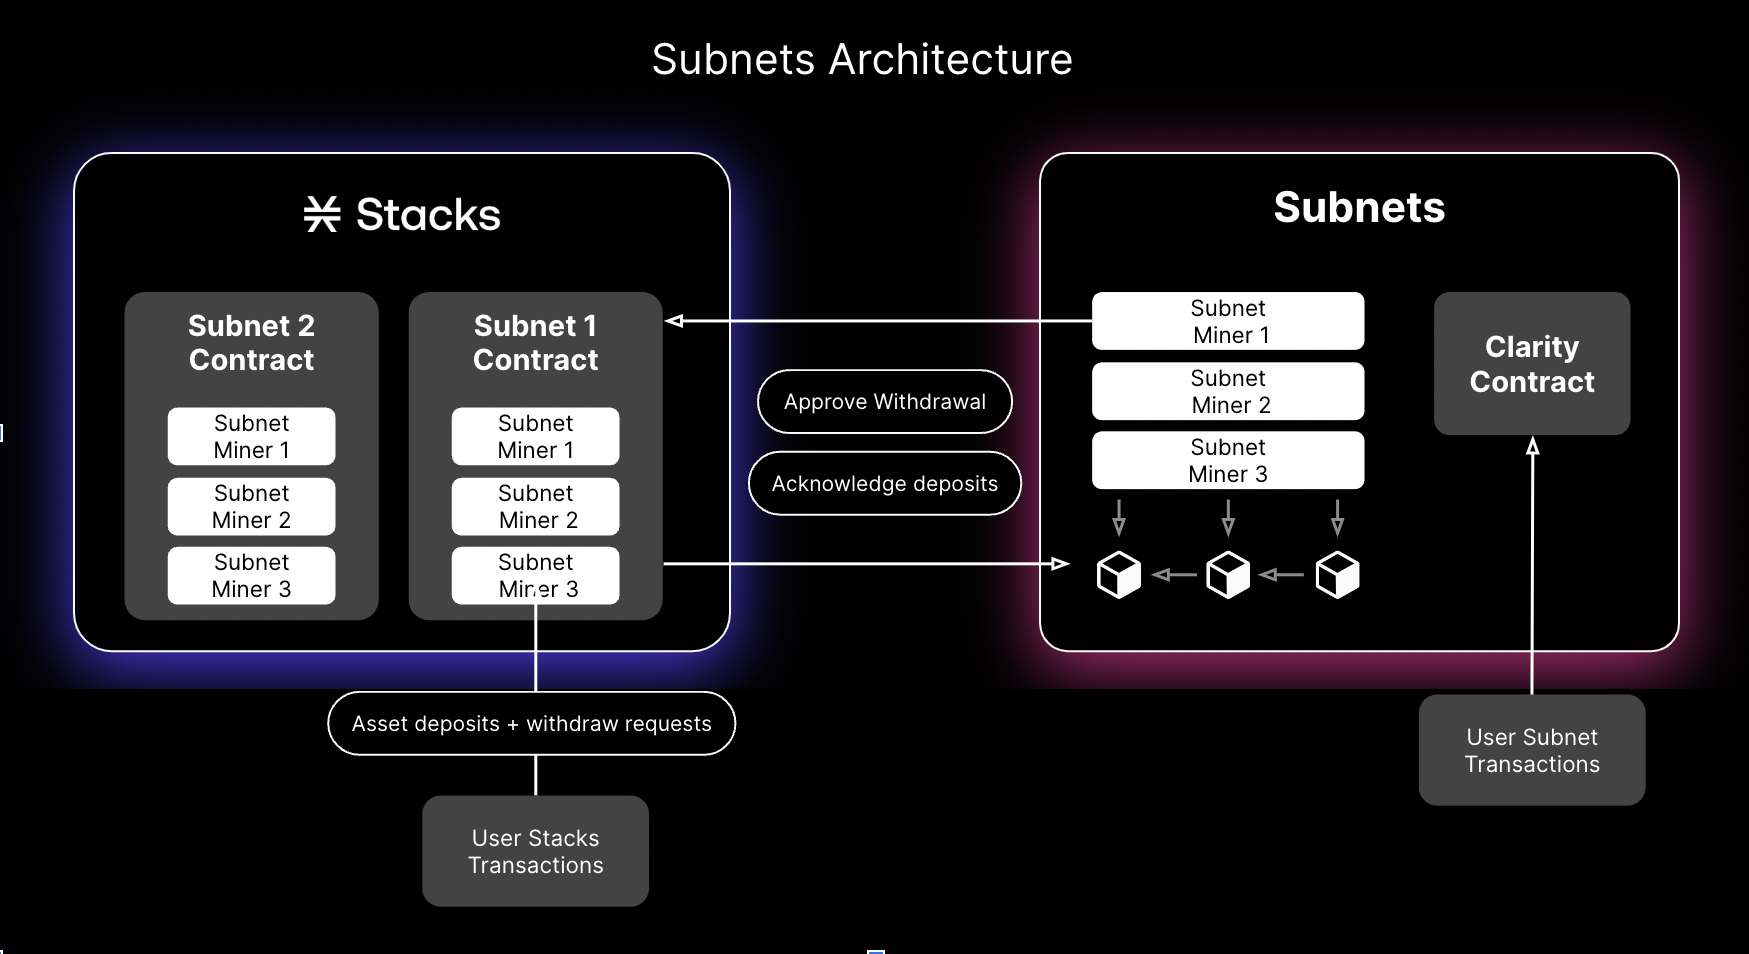 Subnets Architecture
Stacks
Subnet 2
Contract
Subnet
Miner 1
Subnet
Miner 2
Subnet
Miner 3
Subnet 1
Contract
Subnet
Miner 1
Subnet
Miner 2
Subnet
Miner 3
Approve Withdrawal
Acknowledge deposits
Subnets
Subnet
Miner 1
Subnet
Miner 2
Subnet
Miner 3
Clarity
Contract
Asset deposits + withdraw requests
User Stacks
Transactions
User Subnet
Transactions